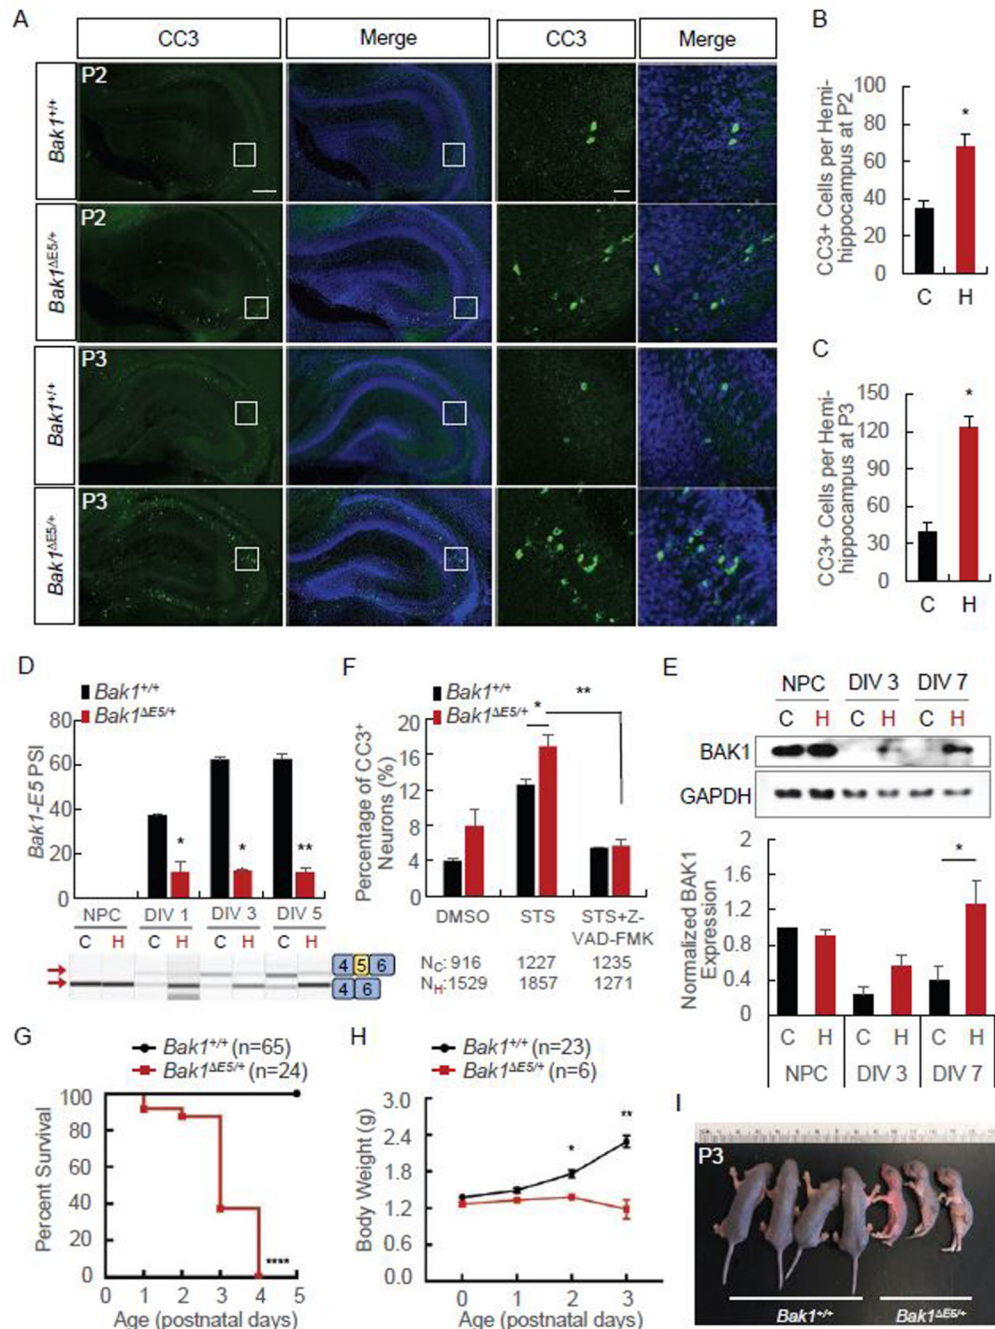 A
CC3
Merge
CC3
Merge
Bak1+/+
P2
Bak1ΔE5/+
P2
Bak1+/+
P3
Bak1ΔE5/+
P3
B
CC3+ Cells per Hemi-
hippocampus at P2
100
80
60
40
20
0
*
C H
C
CC3+ Cells per Hemi-
hippocampus at P3
150
120
90
60
30
0
*
C H
D
Bak1+/+
Bak1ΔE5/+
Bak1-E5 PSI
80
60
40
20
0
* * **
NPC DIV 1 DIV 3 DIV 5
C H C H C H C H
4 5 6
4 6
F
Bak1+/+
Bak1ΔE5/+
* **
Percentage of CC3+
Neurons (%)
20
16
12
8
4
0
DMSO STS STS+Z-
VAD-FMK
NC: 916 1227 1235
NH:1529 1857 1271
E
NPC DIV 3 DIV 7
C H C H C H
BAK1
GAPDH
Normalized BAK1
Expression
2
1.6
1.2
0.8
0.4
0
*
C H C H C H
NPC DIV 3 DIV 7
G
Bak1+/+ (n=65)
Bak1ΔE5/+ (n=24)
Percent Survival
100
80
60
40
20
0
****
0 1 2 3 4 5
Age (postnatal days)
H
Bak1+/+ (n=23)
Bak1ΔE5/+ (n=6)
Body Weight (g)
3.0
2.4
1.8
1.2
0.6
0.0
* **
0 1 2 3
Age (postnatal days)
I
P3
Bak1+/+ Bak1ΔE5/+